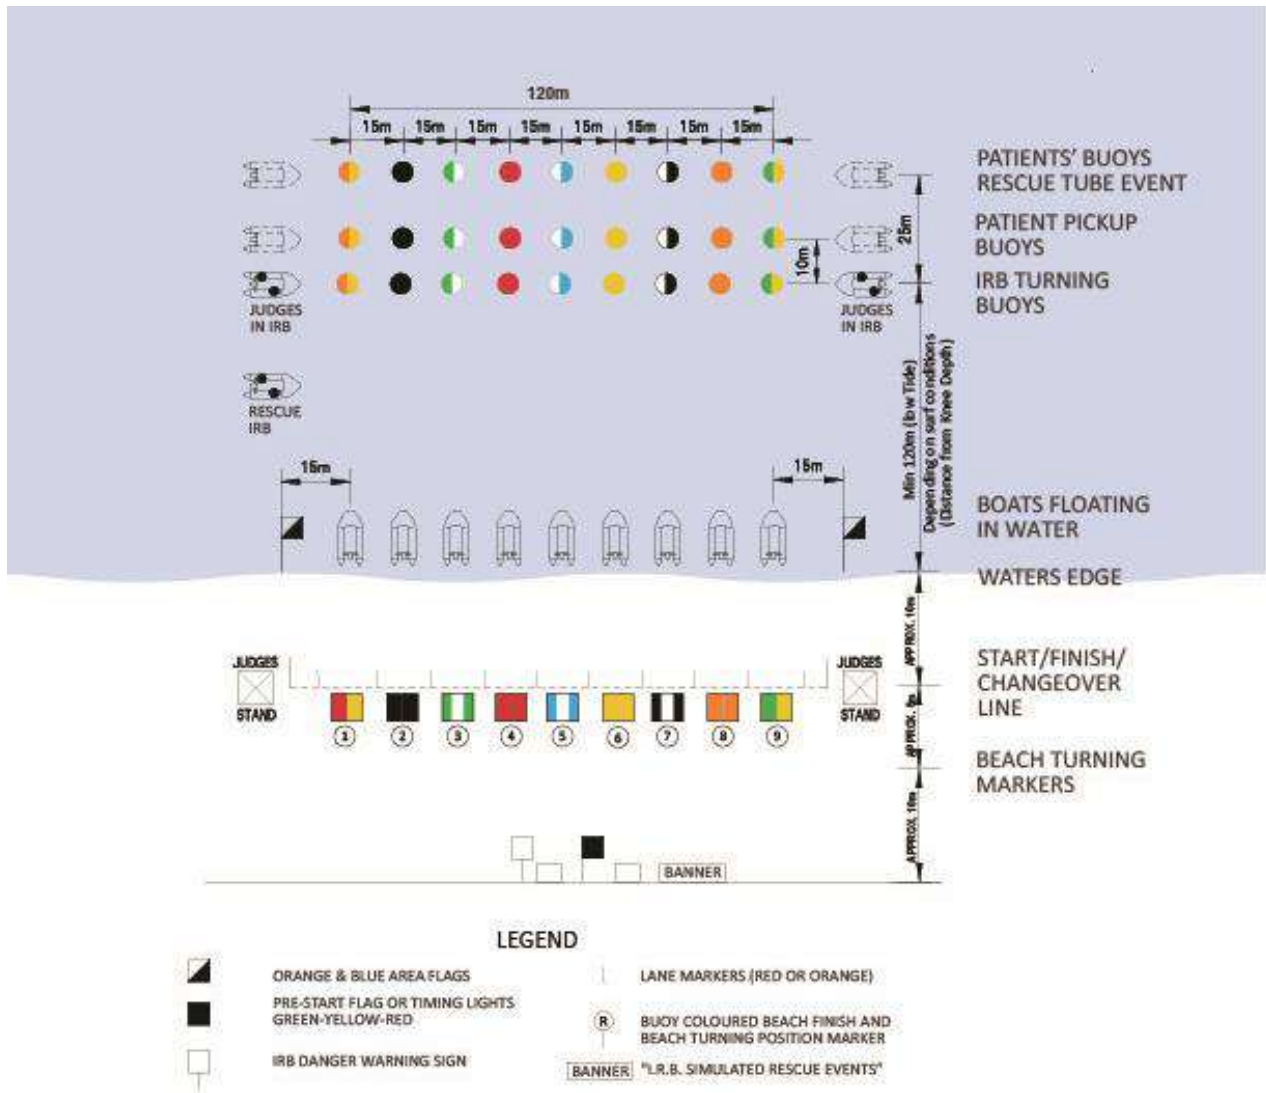 120m
15m 15m 15m 15m 15m 15m 15m 15m
PATIENTS' BUOYS
RESCUE TUBE EVENT
PATIENT PICKUP
BUOYS
25m
10m
IRB TURNING
BUOYS
JUDGES
IN IRB
JUDGES
IN IRB
RESCUE
IRB
Min 120m (low Tide)
Depending on surf conditions
(Distance from Knee Depth)
15m
15m
BOATS FLOATING
IN WATER
WATERS EDGE
APPROX. 10m
JUDGES
STAND
JUDGES
STAND
START/FINISH/
CHANGEOVER
LINE
1 2 3 4 5 6 7 8 9
APPROX.
BEACH TURNING
MARKERS
APPROX. 10m
BANNER
LEGEND
ORANGE & BLUE AREA FLAGS
PRE-START FLAG OR TIMING LIGHTS
GREEN-YELLOW-RED
IRB DANGER WARNING SIGN
LANE MARKERS (RED OR ORANGE)
R BUOY COLOURED BEACH FINISH AND
BEACH TURNING POSITION MARKER
BANNER "I.R.B. SIMULATED RESCUE EVENTS"